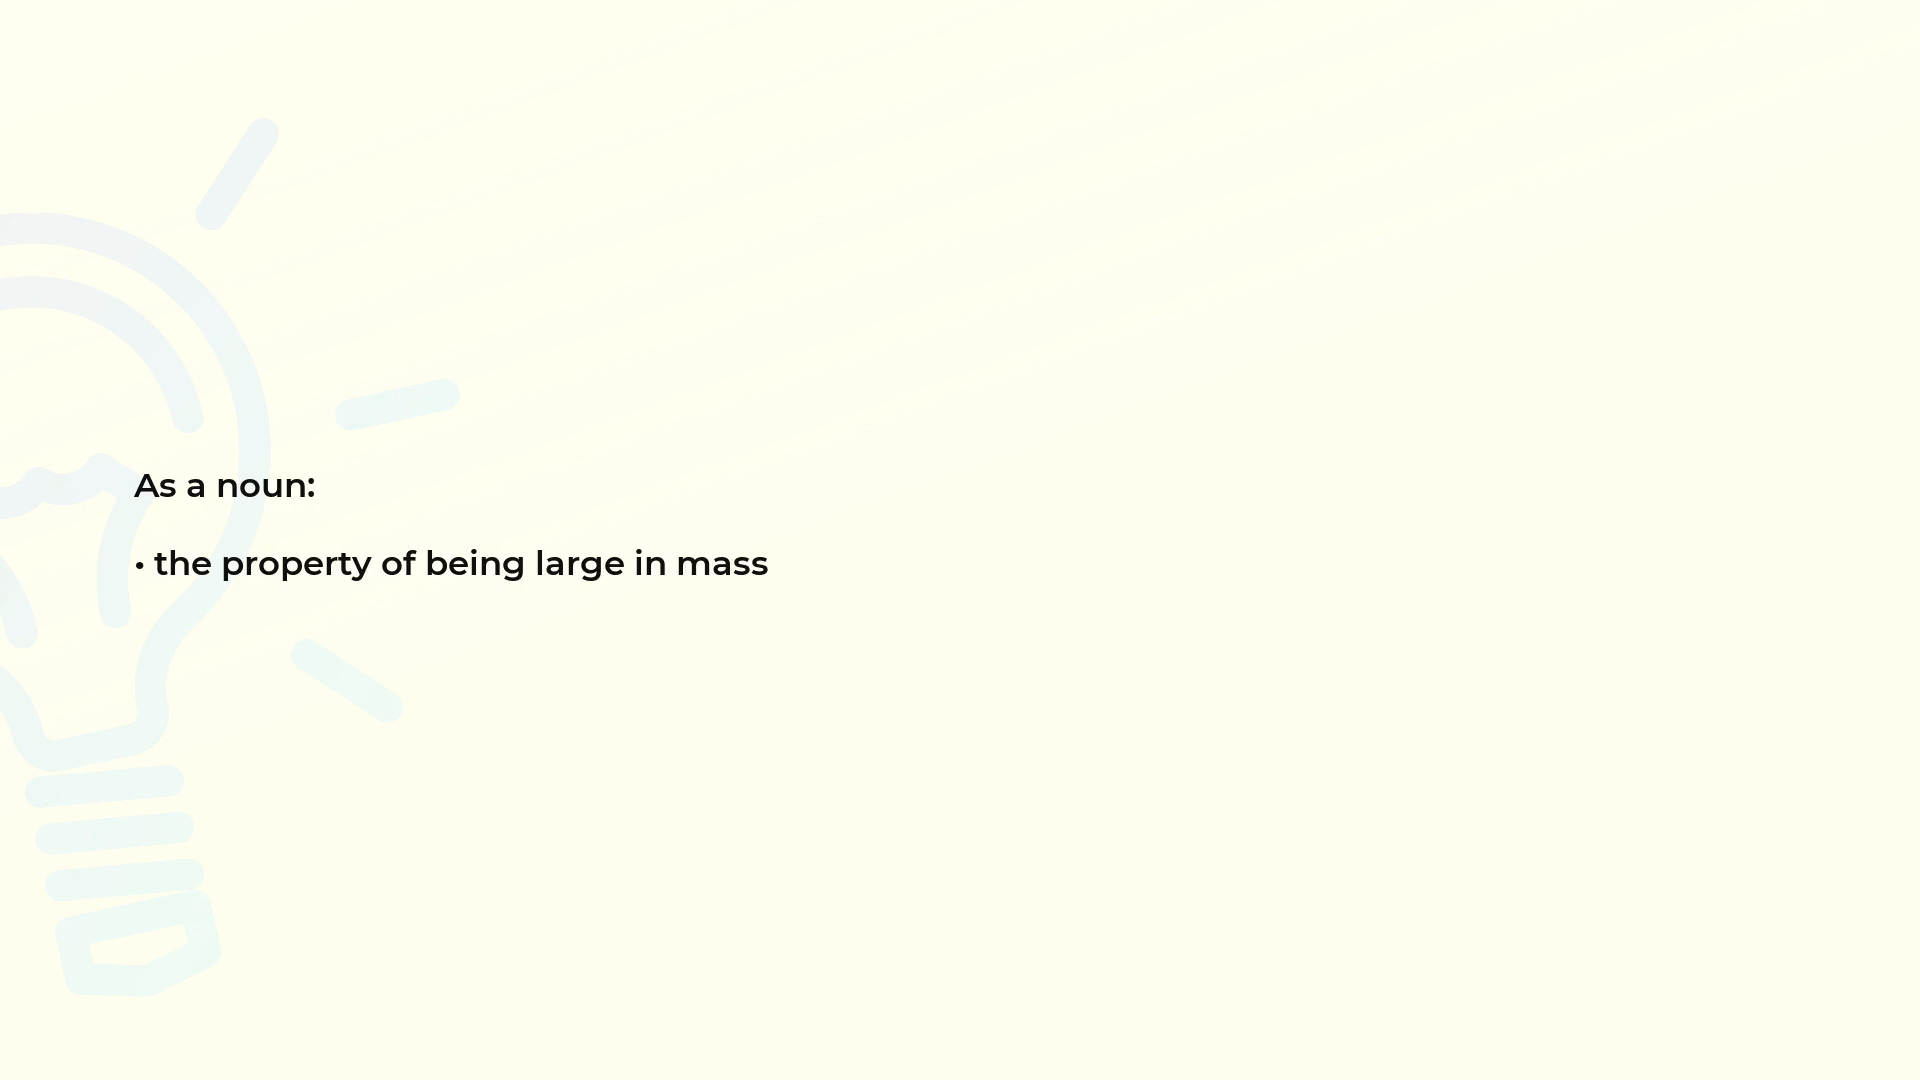 As a noun:
• the property of being large in mass